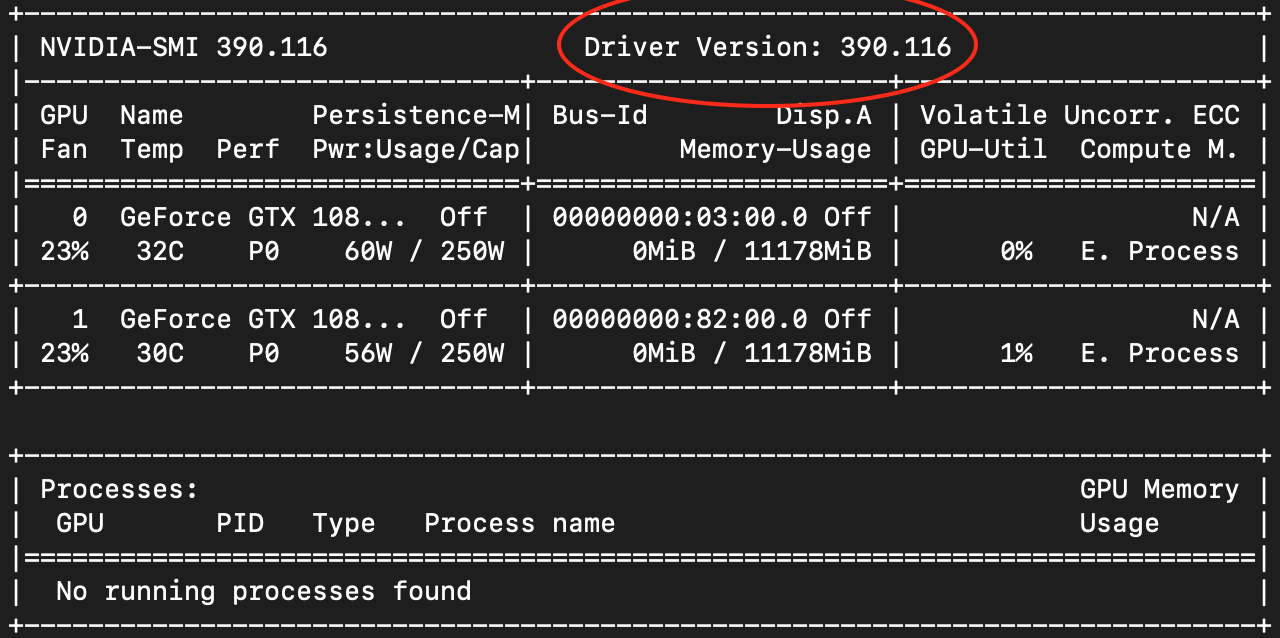 +-----------------------------------------------------------------------------+
| NVIDIA-SMI 390.116                Driver Version: 390.116                   |
|-------------------------------+----------------------+----------------------+
| GPU  Name        Persistence-M| Bus-Id        Disp.A | Volatile Uncorr. ECC |
| Fan  Temp  Perf  Pwr:Usage/Cap|         Memory-Usage | GPU-Util  Compute M. |
|===============================+======================+======================|
|   0  GeForce GTX 108...  Off  | 00000000:03:00.0 Off |                  N/A |
| 23%   32C    P0    60W / 250W |      0MiB / 11178MiB |      0%   E. Process |
+-------------------------------+----------------------+----------------------+
|   1  GeForce GTX 108...  Off  | 00000000:82:00.0 Off |                  N/A |
| 23%   30C    P0    56W / 250W |      0MiB / 11178MiB |      1%   E. Process |
+-------------------------------+----------------------+----------------------+

+-----------------------------------------------------------------------------+
| Processes:                                                       GPU Memory |
|  GPU       PID   Type   Process name                             Usage      |
|=============================================================================|
|  No running processes found                                                 |
+-----------------------------------------------------------------------------+